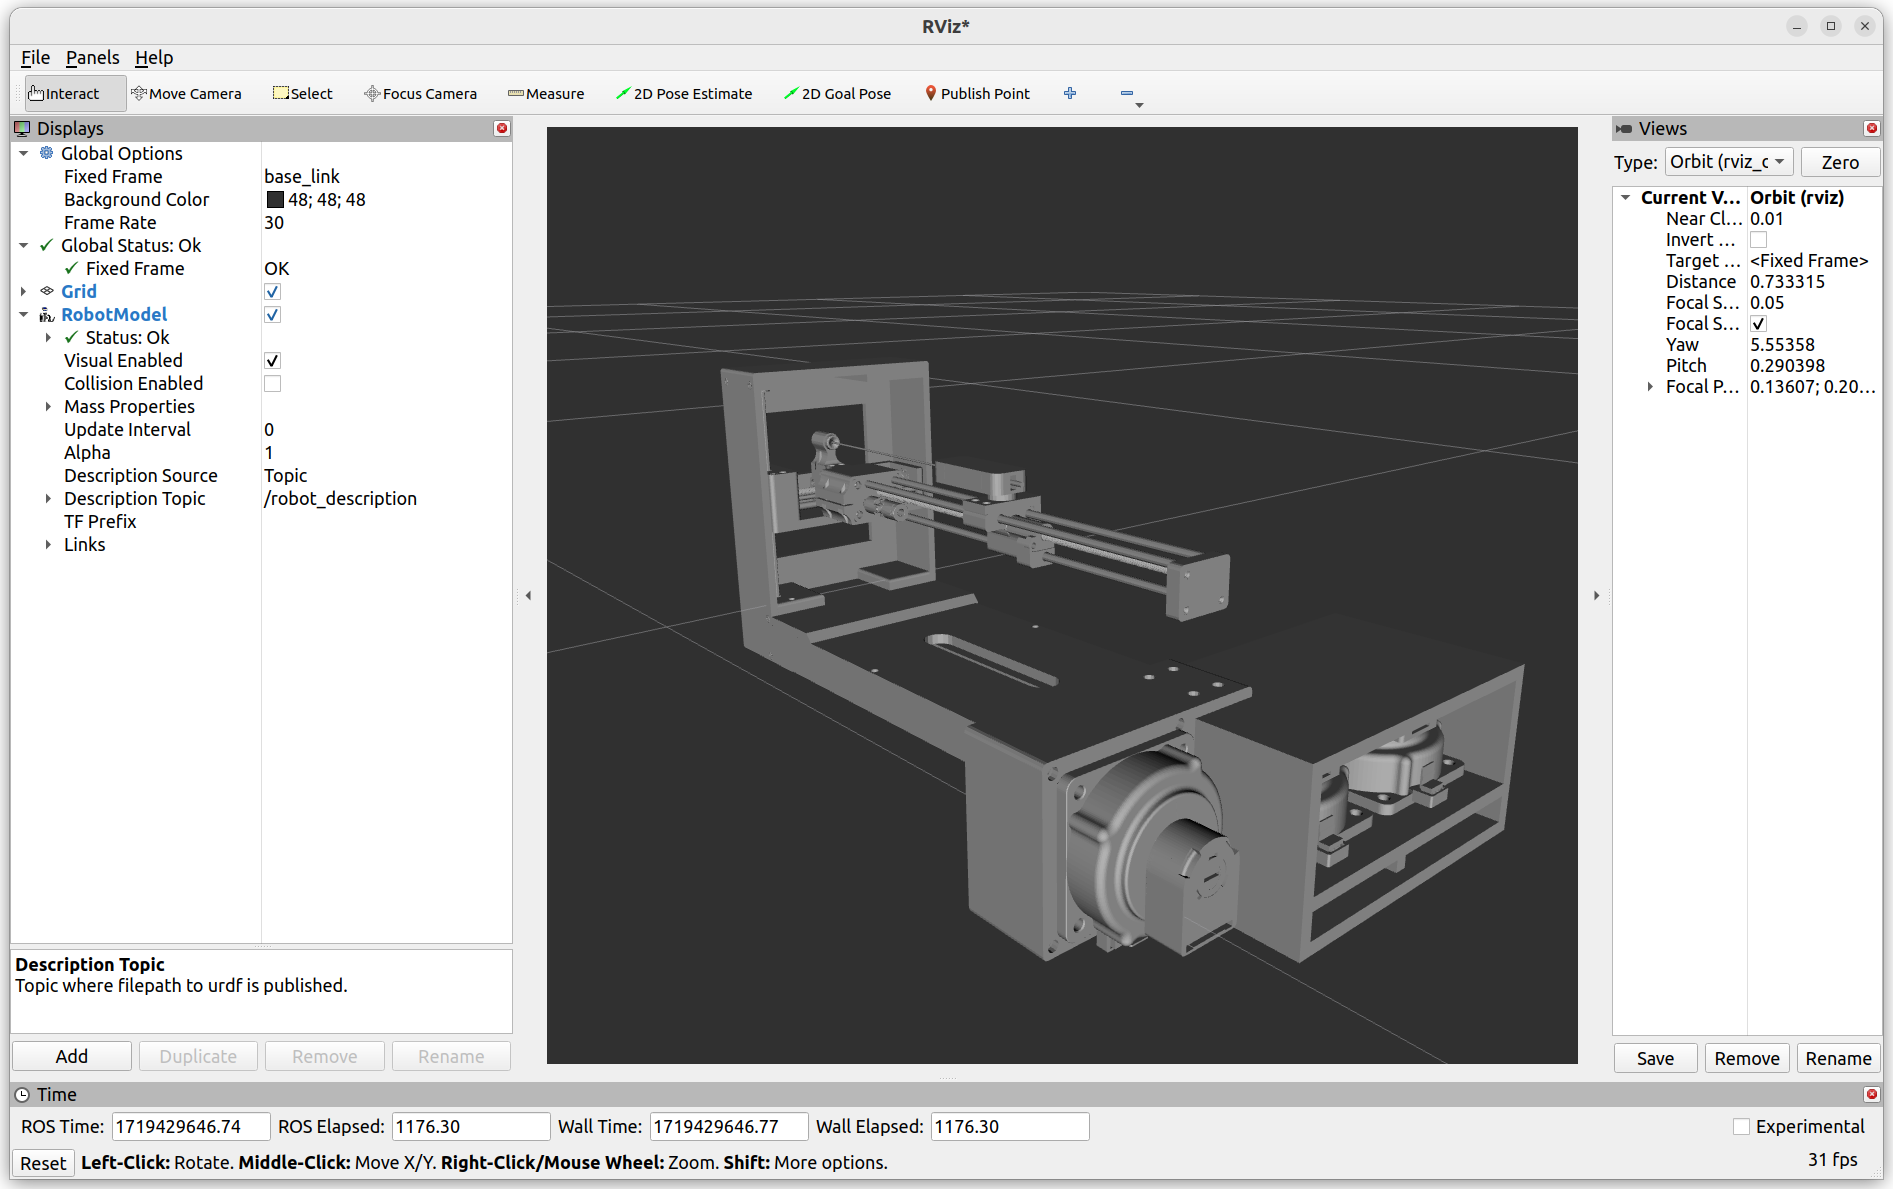 RViz*
File Panels Help
Interact Move Camera Select Focus Camera Measure 2D Pose Estimate 2D Goal Pose Publish Point
Displays
Global Options
Fixed Frame base_link
Background Color 48; 48; 48
Frame Rate 30
Global Status: Ok
Fixed Frame OK
Grid
RobotModel
Status: Ok
Visual Enabled
Collision Enabled
Mass Properties
Update Interval 0
Alpha 1
Description Source Topic
Description Topic /robot_description
TF Prefix
Links
Description Topic
Topic where filepath to urdf is published.
Add Duplicate Remove Rename
Views
Type: Orbit (rviz_c Zero
Current V... Orbit (rviz)
Near Cl... 0.01
Invert ...
Target ... <Fixed Frame>
Distance 0.733315
Focal S... 0.05
Focal S...
Yaw 5.55358
Pitch 0.290398
Focal P... 0.13607; 0.20...
Save Remove Rename
Time
ROS Time: 1719429646.74 ROS Elapsed: 1176.30 Wall Time: 1719429646.77 Wall Elapsed: 1176.30 Experimental
Reset Left-Click: Rotate. Middle-Click: Move X/Y. Right-Click/Mouse Wheel: Zoom. Shift: More options. 31 fps